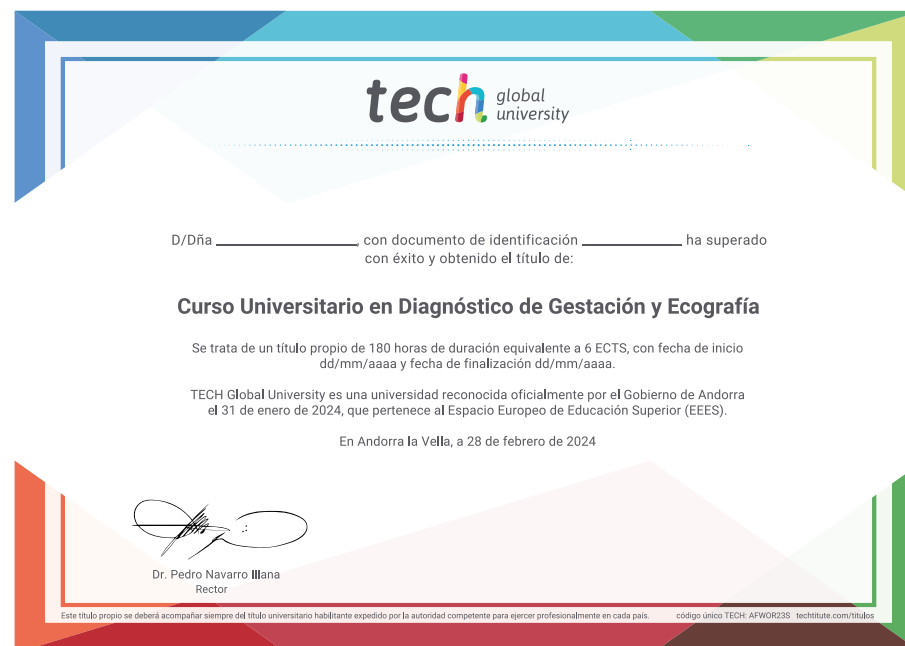 tech global university
D/Dña ____________________, con documento de identificación ______________ ha superado
con éxito y obtenido el título de:
Curso Universitario en Diagnóstico de Gestación y Ecografía
Se trata de un título propio de 180 horas de duración equivalente a 6 ECTS, con fecha de inicio
dd/mm/aaaa y fecha de finalización dd/mm/aaaa.
TECH Global University es una universidad reconocida oficialmente por el Gobierno de Andorra
el 31 de enero de 2024, que pertenece al Espacio Europeo de Educación Superior (EEES).
En Andorra la Vella, a 28 de febrero de 2024
Dr. Pedro Navarro Illana
Rector
Este título propio se deberá acompañar siempre del título universitario habilitante expedido por la autoridad competente para ejercer profesionalmente en cada país. código único TECH: AFWOR23S techtitute.com/titulos